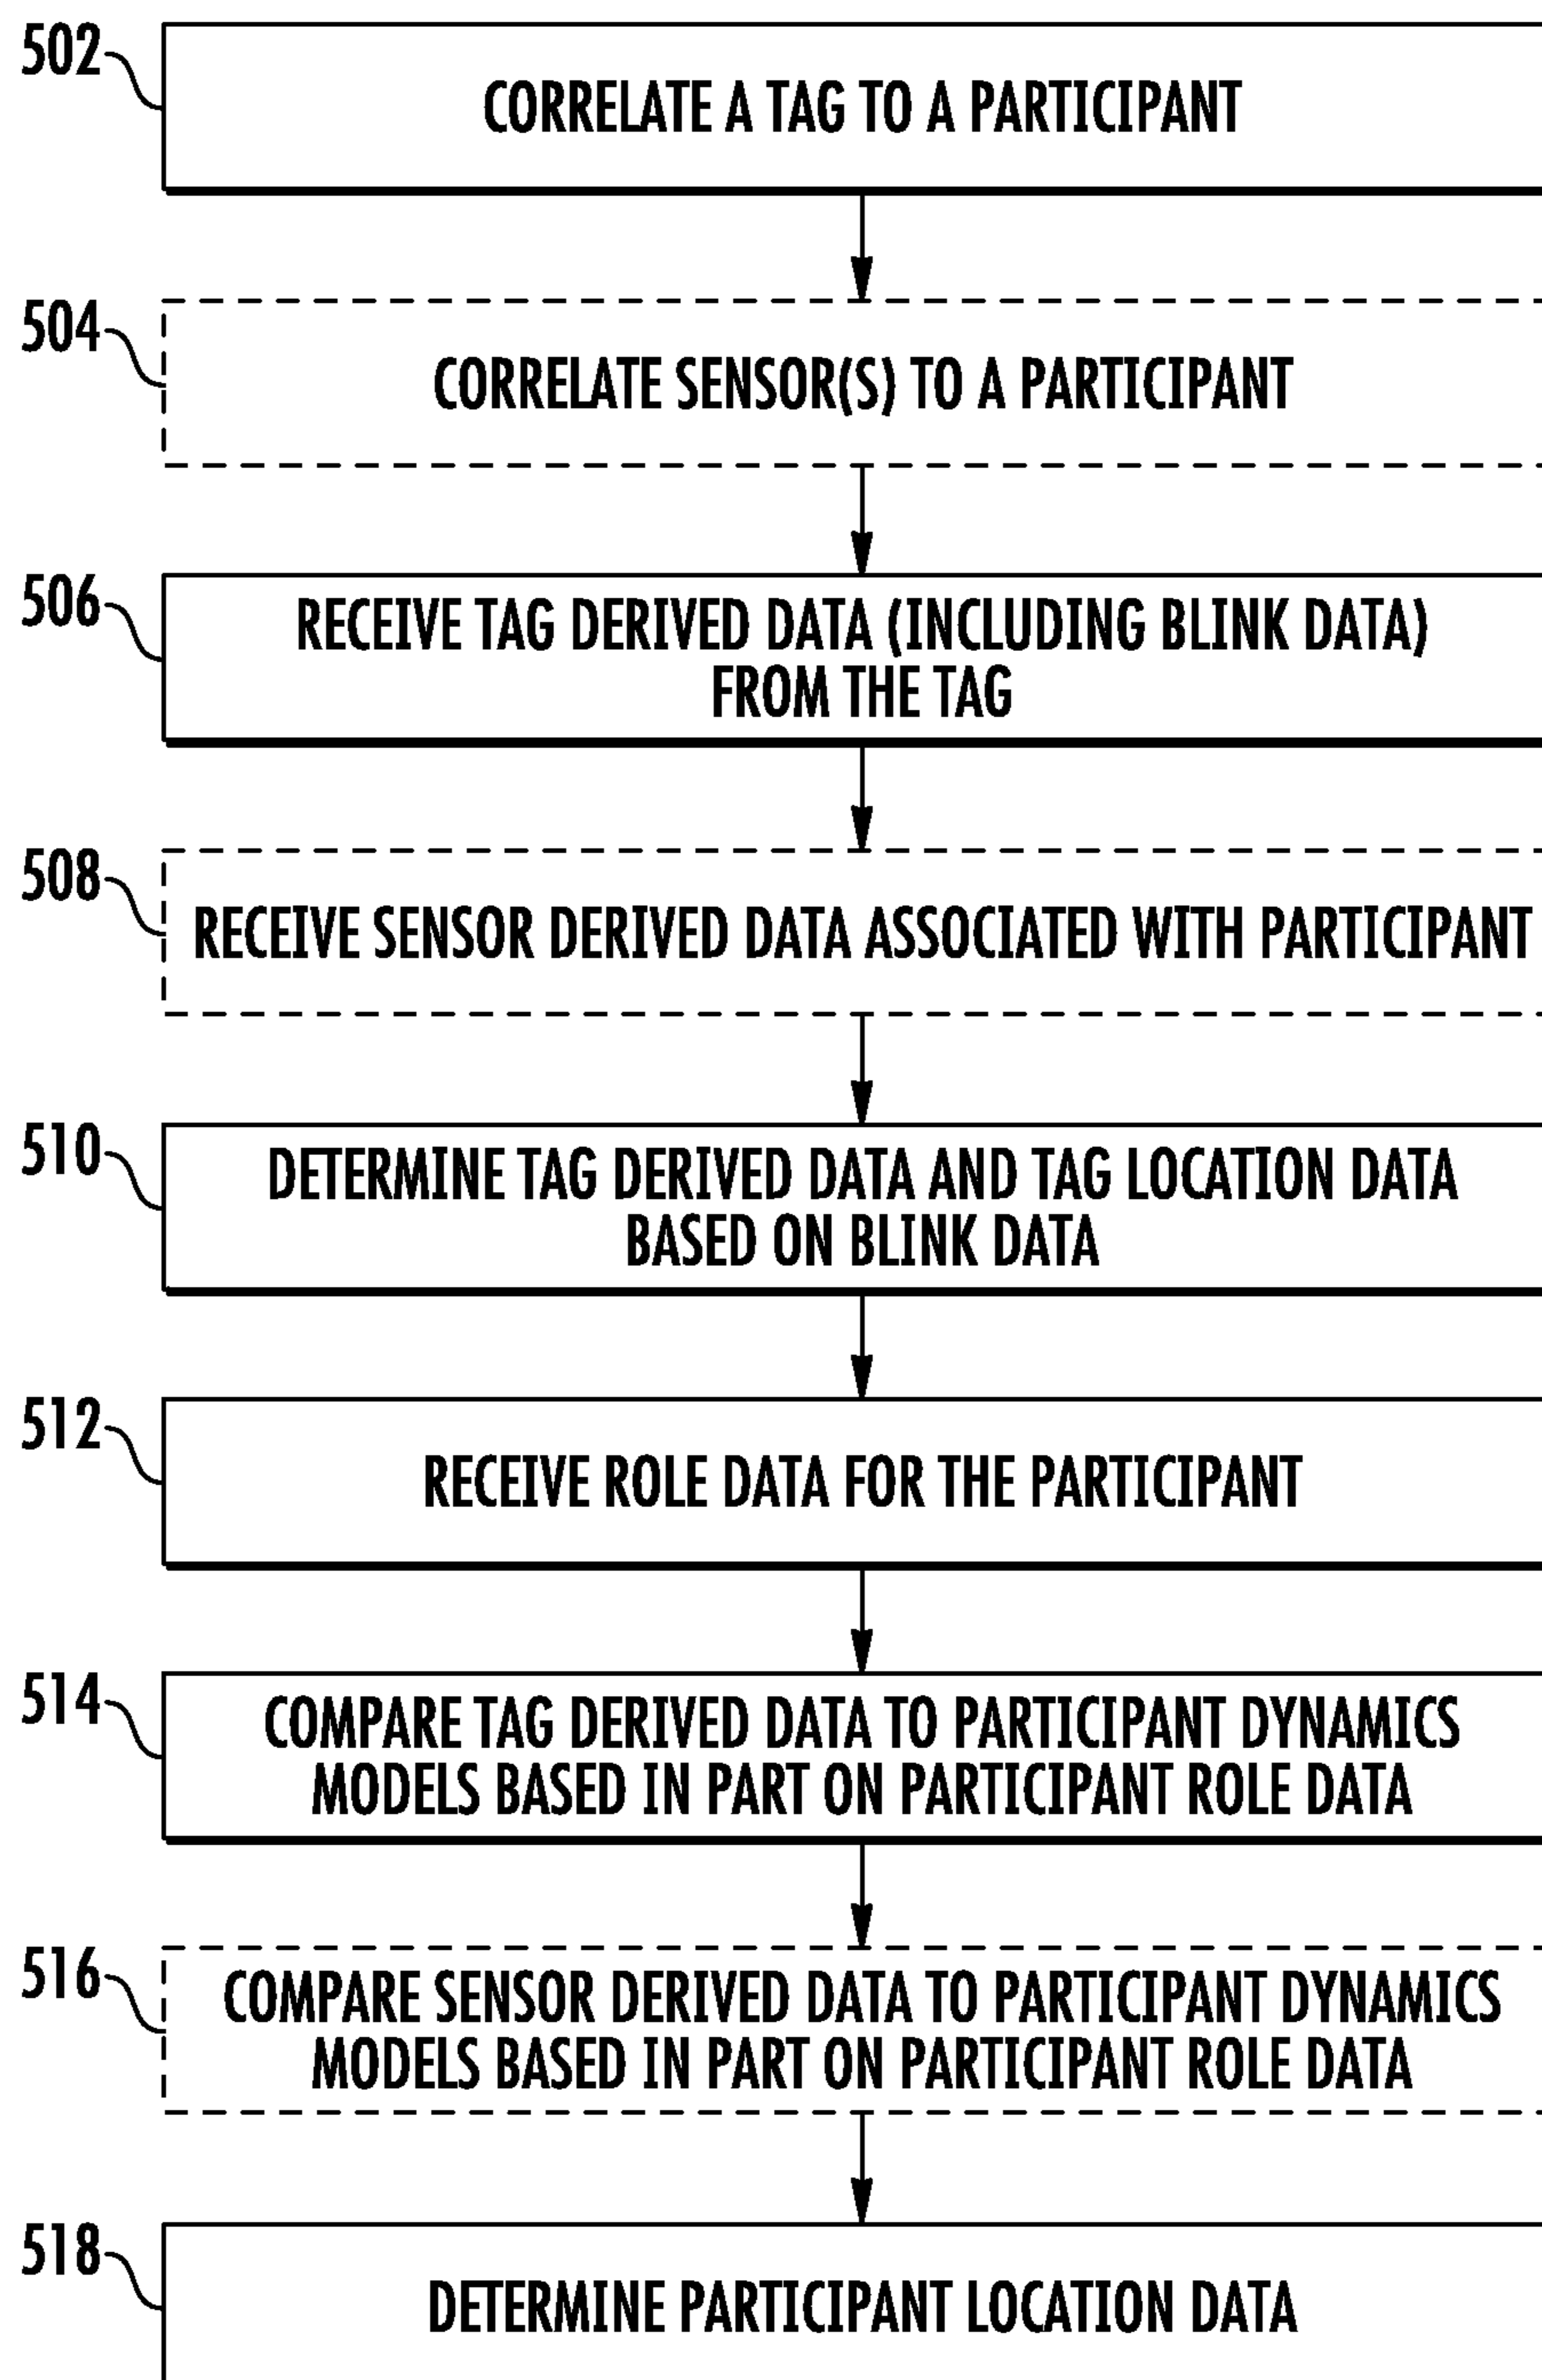 502
CORRELATE A TAG TO A PARTICIPANT
504
CORRELATE SENSOR(S) TO A PARTICIPANT
506
RECEIVE TAG DERIVED DATA (INCLUDING BLINK DATA)
FROM THE TAG
508
RECEIVE SENSOR DERIVED DATA ASSOCIATED WITH PARTICIPANT
510
DETERMINE TAG DERIVED DATA AND TAG LOCATION DATA
BASED ON BLINK DATA
512
RECEIVE ROLE DATA FOR THE PARTICIPANT
514
COMPARE TAG DERIVED DATA TO PARTICIPANT DYNAMICS
MODELS BASED IN PART ON PARTICIPANT ROLE DATA
516
COMPARE SENSOR DERIVED DATA TO PARTICIPANT DYNAMICS
MODELS BASED IN PART ON PARTICIPANT ROLE DATA
518
DETERMINE PARTICIPANT LOCATION DATA